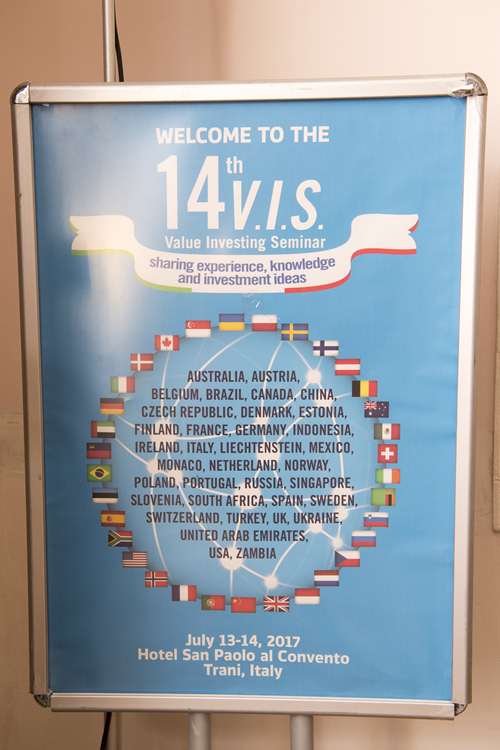 WELCOME TO THE
14th V.I.S.
Value Investing Seminar
sharing experience, knowledge
and investment ideas
AUSTRALIA, AUSTRIA,
BELGIUM, BRAZIL, CANADA, CHINA,
CZECH REPUBLIC, DENMARK, ESTONIA,
FINLAND, FRANCE, GERMANY, INDONESIA,
IRELAND, ITALY, LIECHTENSTEIN, MEXICO,
MONACO, NETHERLAND, NORWAY,
POLAND, PORTUGAL, RUSSIA, SINGAPORE,
SLOVENIA, SOUTH AFRICA, SPAIN, SWEDEN,
SWITZERLAND, TURKEY, UK, UKRAINE,
UNITED ARAB EMIRATES,
USA, ZAMBIA
July 13-14, 2017
Hotel San Paolo al Convento
Trani, Italy